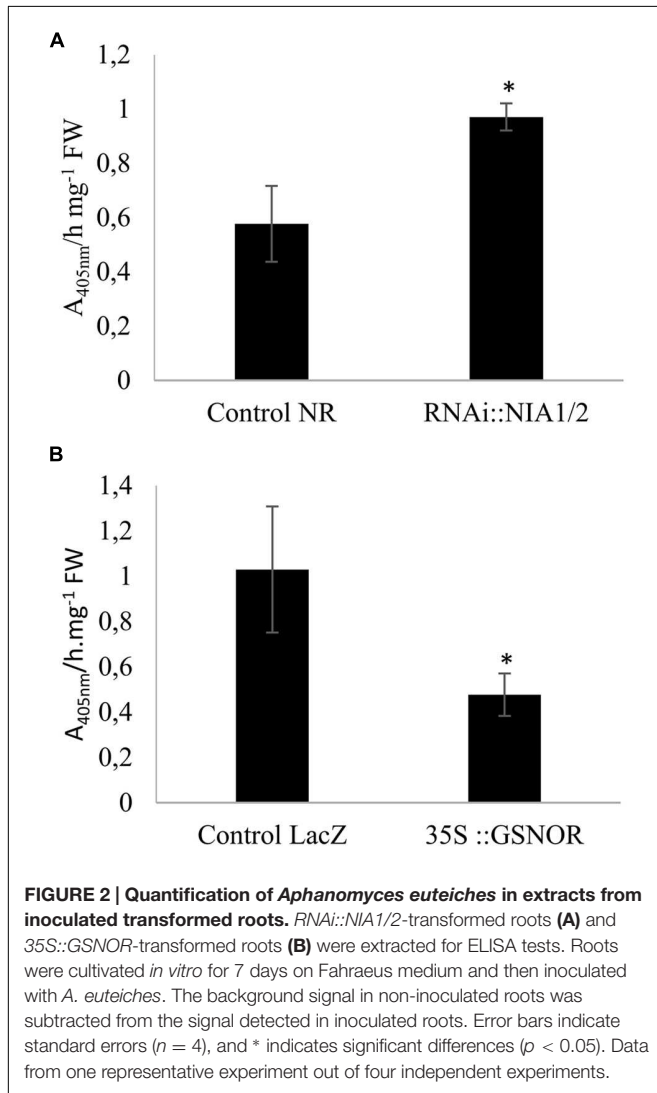 A
1,2
1
0,8
0,6
0,4
0,2
0
A405nm/h mg-1 FW
*
Control NR RNAi::NIA1/2
B
1,4
1,2
1
0,8
0,6
0,4
0,2
0
A405nm/h.mg-1 FW
*
Control LacZ 35S ::GSNOR
FIGURE 2 | Quantification of Aphanomyces euteiches in extracts from
inoculated transformed roots. RNAi::NIA1/2-transformed roots (A) and
35S::GSNOR-transformed roots (B) were extracted for ELISA tests. Roots
were cultivated in vitro for 7 days on Fahraeus medium and then inoculated
with A. euteiches. The background signal in non-inoculated roots was
subtracted from the signal detected in inoculated roots. Error bars indicate
standard errors (n = 4), and * indicates significant differences (p < 0.05). Data
from one representative experiment out of four independent experiments.